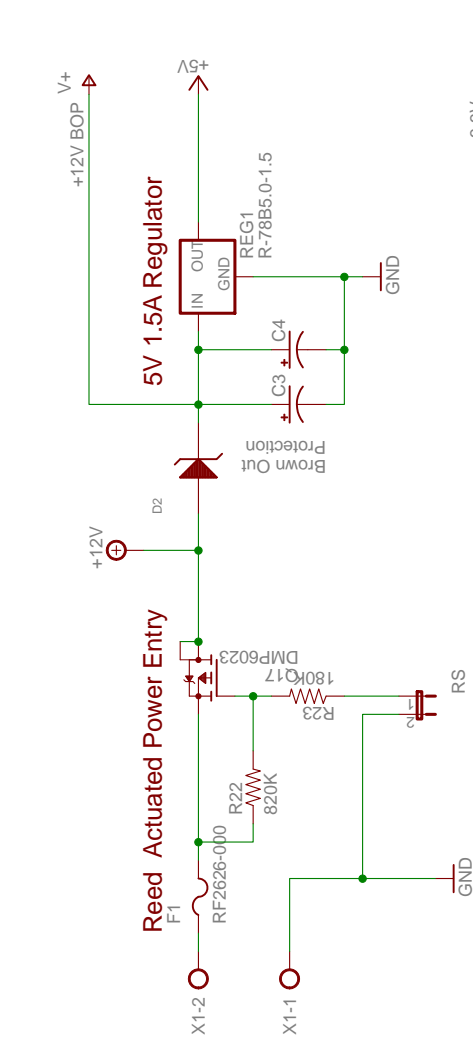 V+
+12V BOP
+5V
5V 1.5A Regulator
IN
OUT
GND
REG1
R-78B5.0-1.5
C4
+
C3
+
GND
Brown Out
Protection
D2
+12V
Reed Actuated Power Entry
DMP6023
Q17
180K
R23
R22
820K
1
2
RS
F1
RF2626-000
X1-2
X1-1
GND